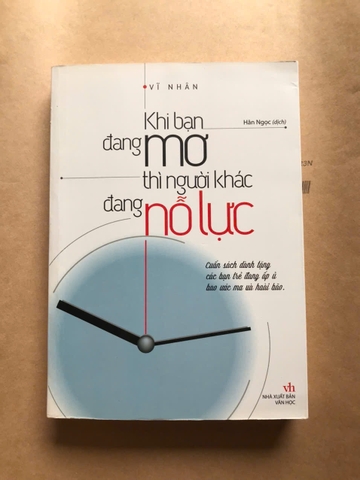 VĨ NHÂN
Khi bạn
Hàn Ngọc (dịch)
đang mơ
thì người khác
đang nỗ lực
Cuốn sách dành tặng
các bạn trẻ đang ấp ủ
bao ước mơ và hoài bão.
vh
NHÀ XUẤT BẢN
VĂN HỌC